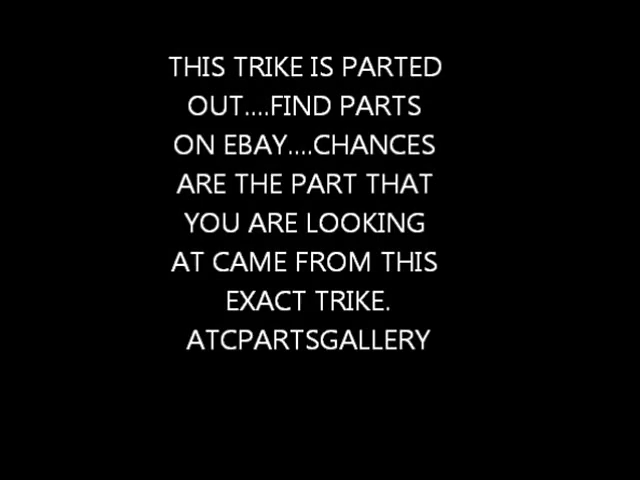 THIS TRIKE IS PARTED
OUT....FIND PARTS
ON EBAY....CHANCES
ARE THE PART THAT
YOU ARE LOOKING
AT CAME FROM THIS
EXACT TRIKE.
ATCPARTSGALLERY